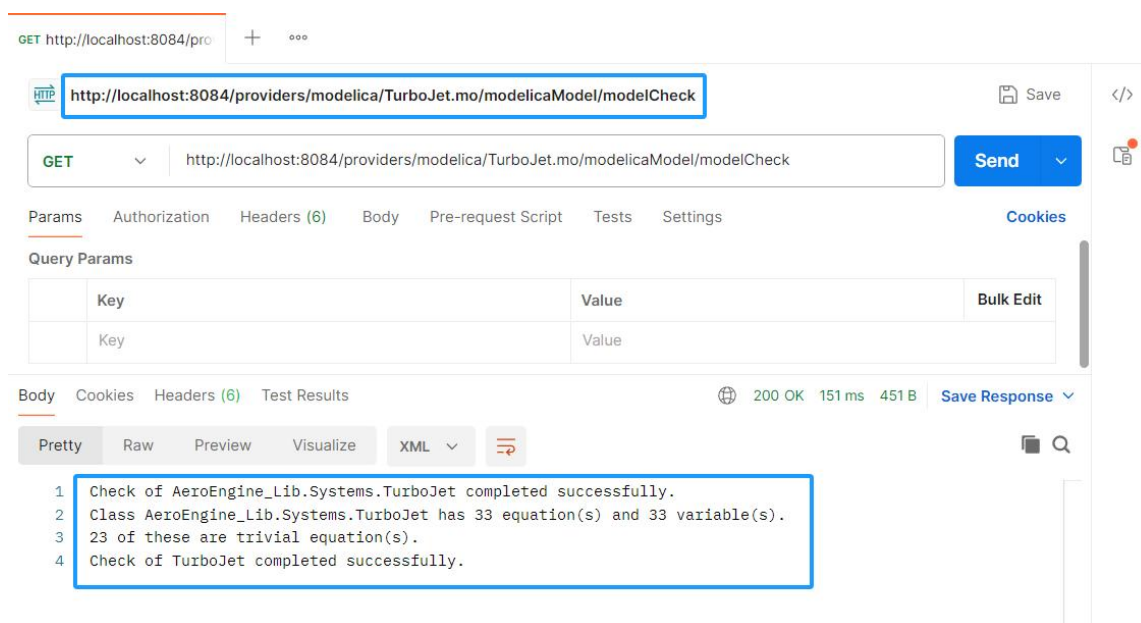 GET http://localhost:8084/pro
HTTP http://localhost:8084/providers/modelica/TurboJet.mo/modelicaModel/modelCheck Save </>
GET http://localhost:8084/providers/modelica/TurboJet.mo/modelicaModel/modelCheck Send
Params Authorization Headers (6) Body Pre-request Script Tests Settings Cookies
Query Params
Key Value Bulk Edit
Key Value
Body Cookies Headers (6) Test Results 200 OK 151 ms 451 B Save Response
Pretty Raw Preview Visualize XML
1 Check of AeroEngine_Lib.Systems.TurboJet completed successfully.
2 Class AeroEngine_Lib.Systems.TurboJet has 33 equation(s) and 33 variable(s).
3 23 of these are trivial equation(s).
4 Check of TurboJet completed successfully.